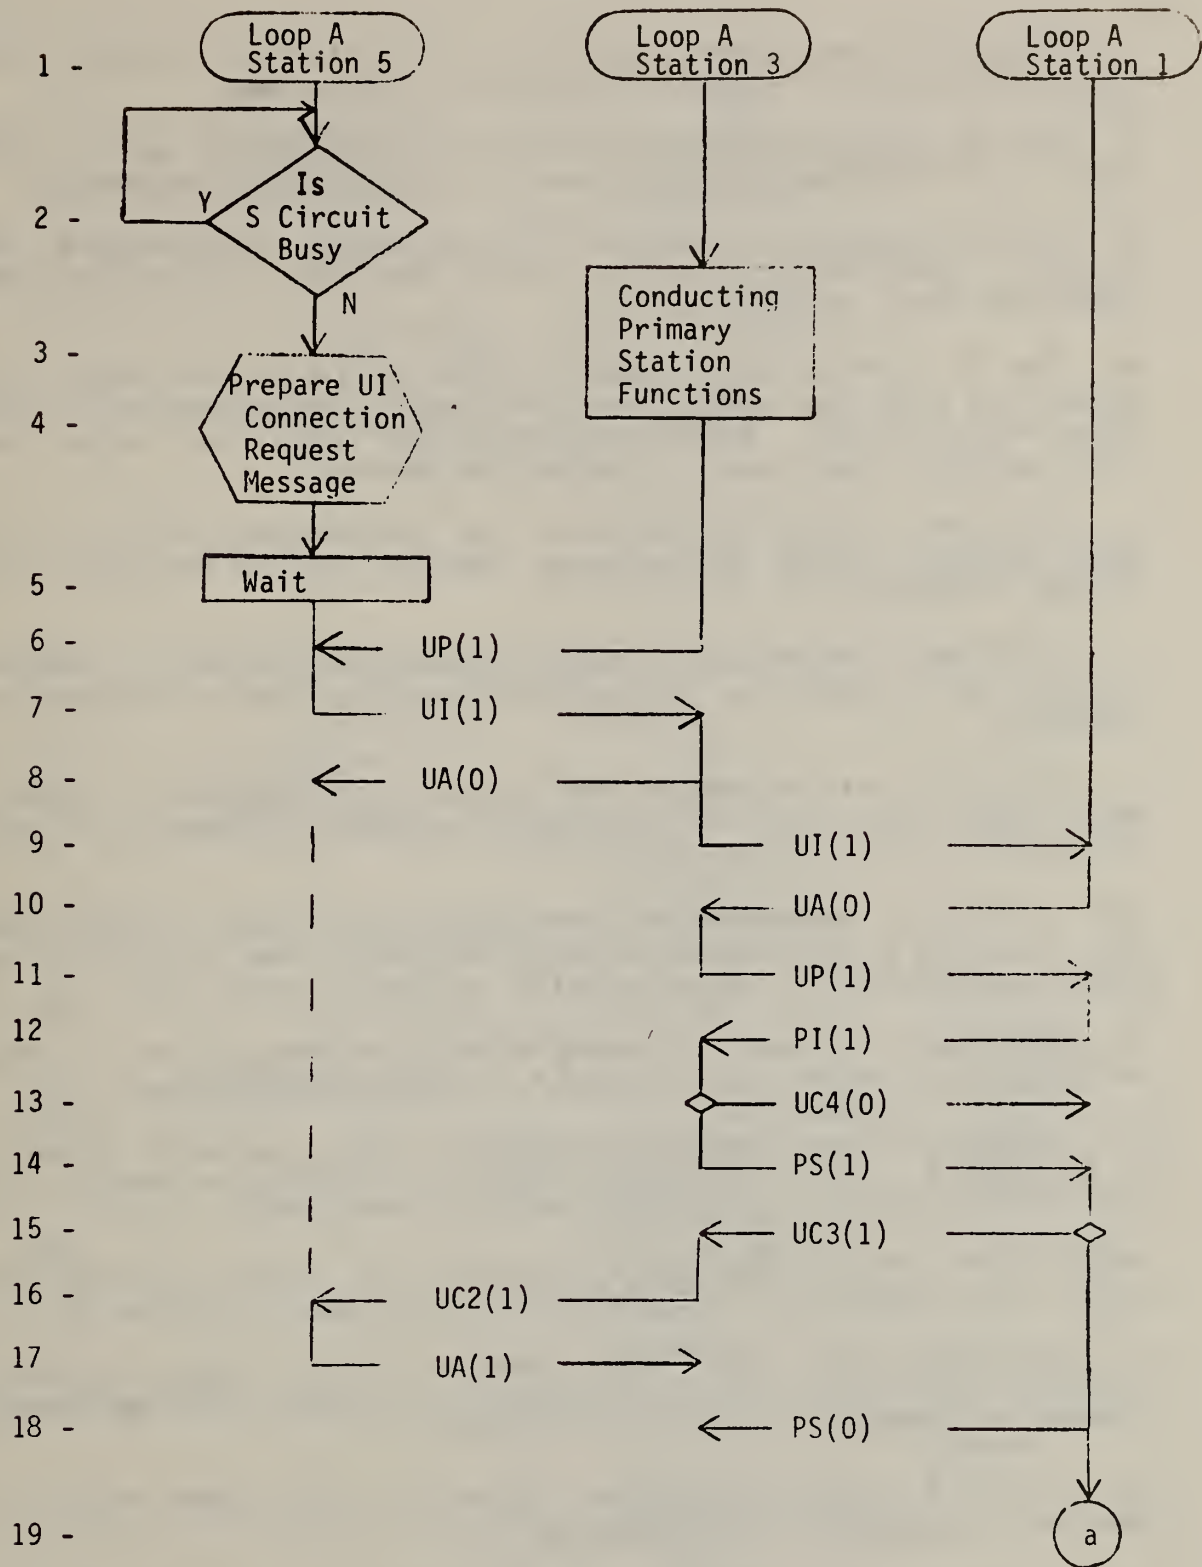 Loop A
Station 5
Loop A
Station 3
Loop A
Station 1
1 -
Is
S Circuit
Busy
Y
N
2 -
Conducting
Primary
Station
Functions
3 -
Prepare UI
Connection
Request
Message
4 -
5 - Wait
6 - UP(1)
7 - UI(1)
8 - UA(0)
9 - UI(1)
10 - UA(0)
11 - UP(1)
12 PI(1)
13 - UC4(0)
14 - PS(1)
15 - UC3(1)
16 - UC2(1)
17 UA(1)
18 - PS(0)
19 - a